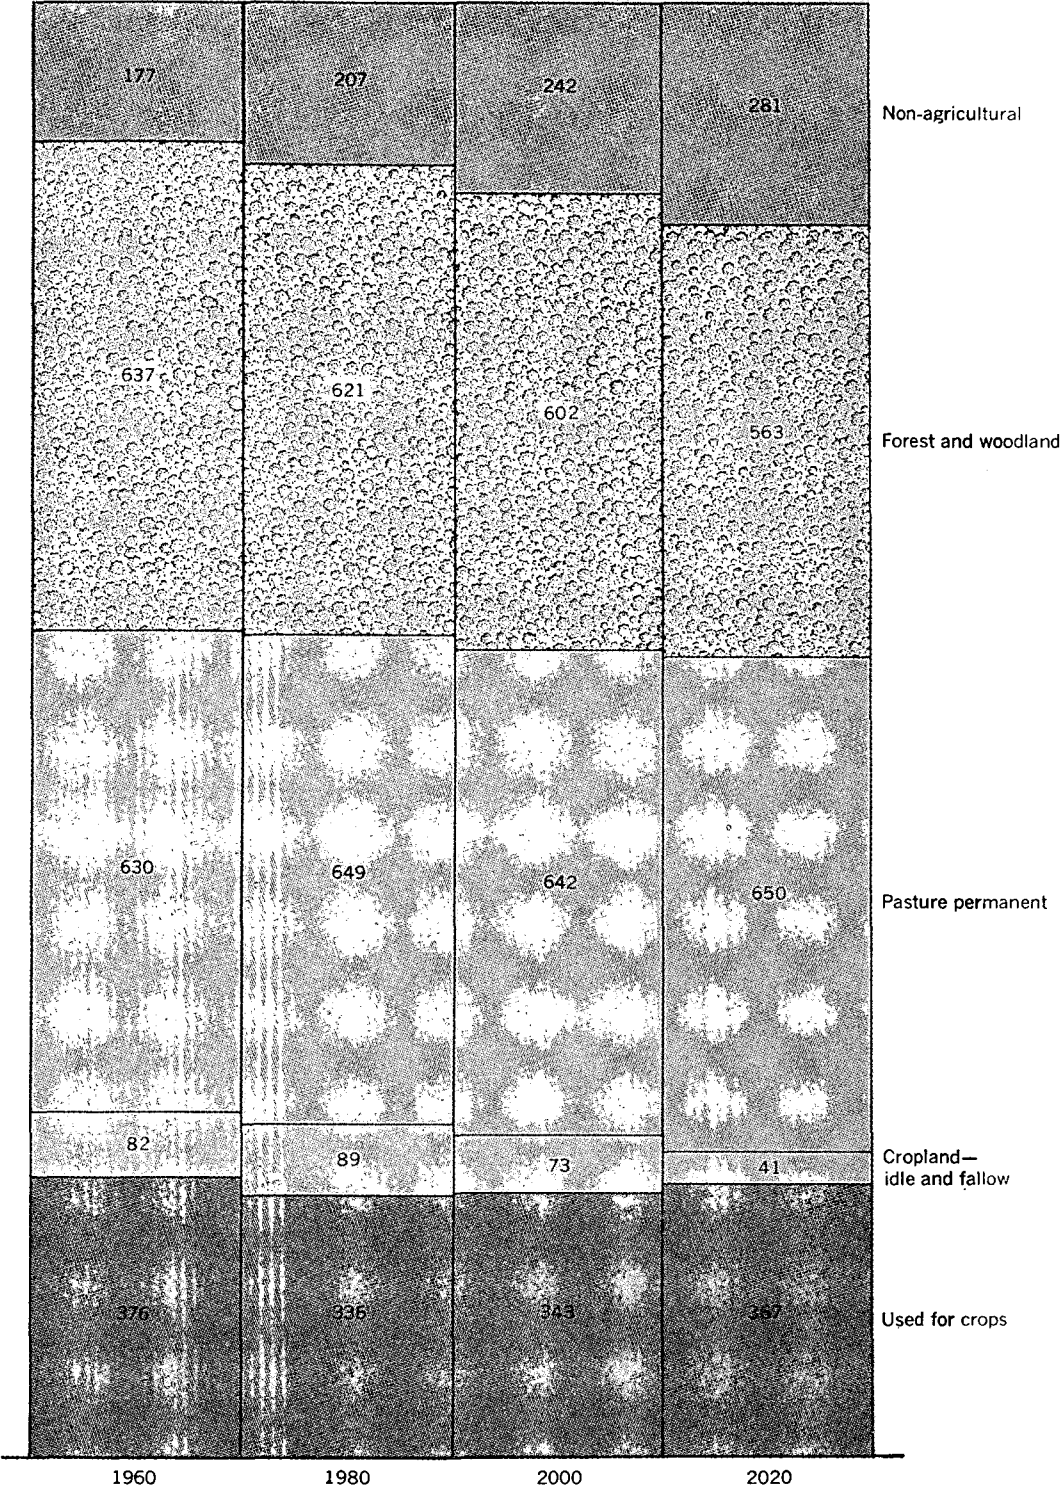 177 207 242 281 Non-agricultural
637 621 602 563 Forest and woodland
630 649 642 650 Pasture permanent
82 89 73 41 Cropland—
idle and fallow
376 336 343 367 Used for crops
1960 1980 2000 2020